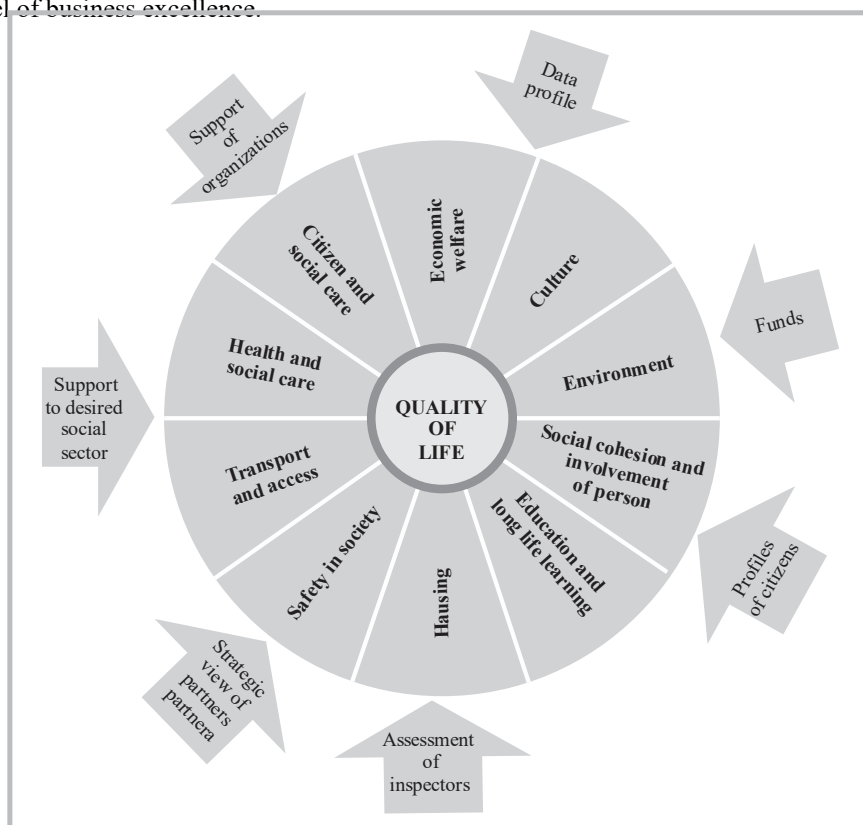 el of business excellence.
Data
profile
Support
of
organizations
Economic
welfare
Citizen and
social care
Culture
Funds
Health and
social care
Environment
Support
to desired
social
sector
QUALITY
OF
LIFE
Social cohesion and
involvement
of person
Transport
and access
Education and
long life learning
Profiles
of citizens
Safety in society
Hausing
Strategic
view of
partners
partnera
Assessment
of
inspectors